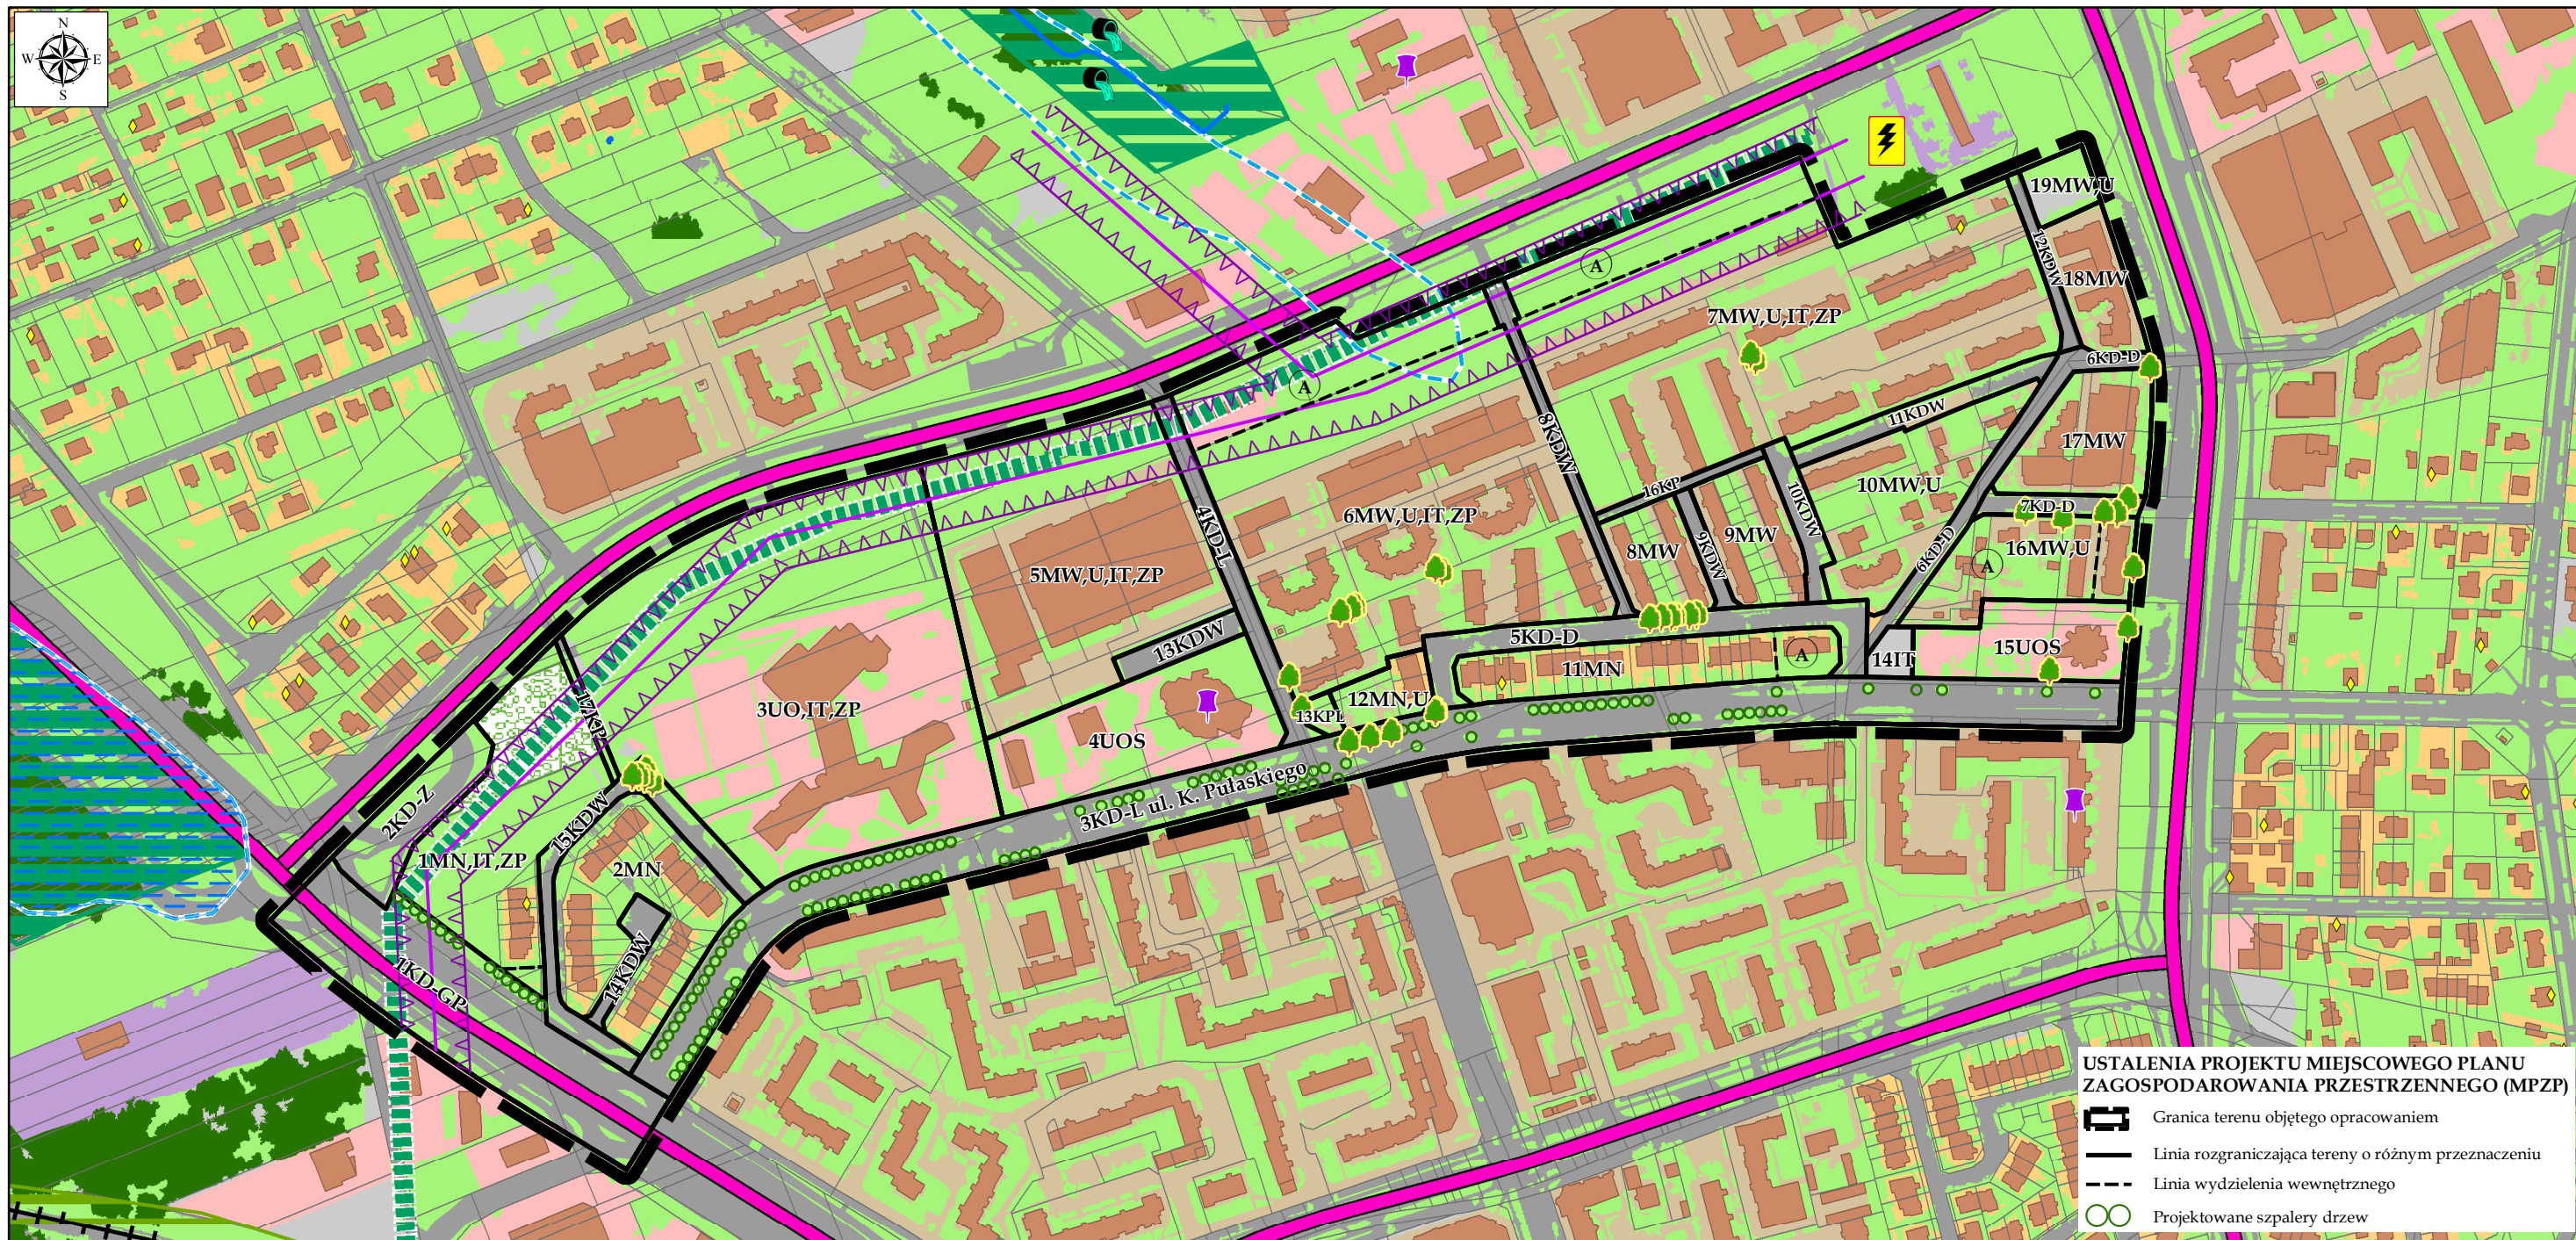 N
W E
S
19MW,U
12KDW
18MW
A
7MW,U,IT,ZP
6KD-D
A
8KDW
11KDW
17MW
16KP
10KDW
10MW,U
4KD-L
6MW,U,IT,ZP
7KD-D
9MW
8MW
9KDW
6KD-D
16MW,U
A
5MW,U,IT,ZP
13KDW
5KD-D
11MN
A
14IT
15UOS
17KP
3UO,IT,ZP
12MN,U
13KPL
4UOS
3KD-L ul. K. Pułaskiego
2KD-Z
15KDW
1MN,IT,ZP
2MN
14KDW
1KD-GP
USTALENIA PROJEKTU MIEJSCOWEGO PLANU
ZAGOSPODAROWANIA PRZESTRZENNEGO (MPZP)
Granica terenu objętego opracowaniem
Linia rozgraniczająca tereny o różnym przeznaczeniu
Linia wydzielenia wewnętrznego
Projektowane szpalery drzew